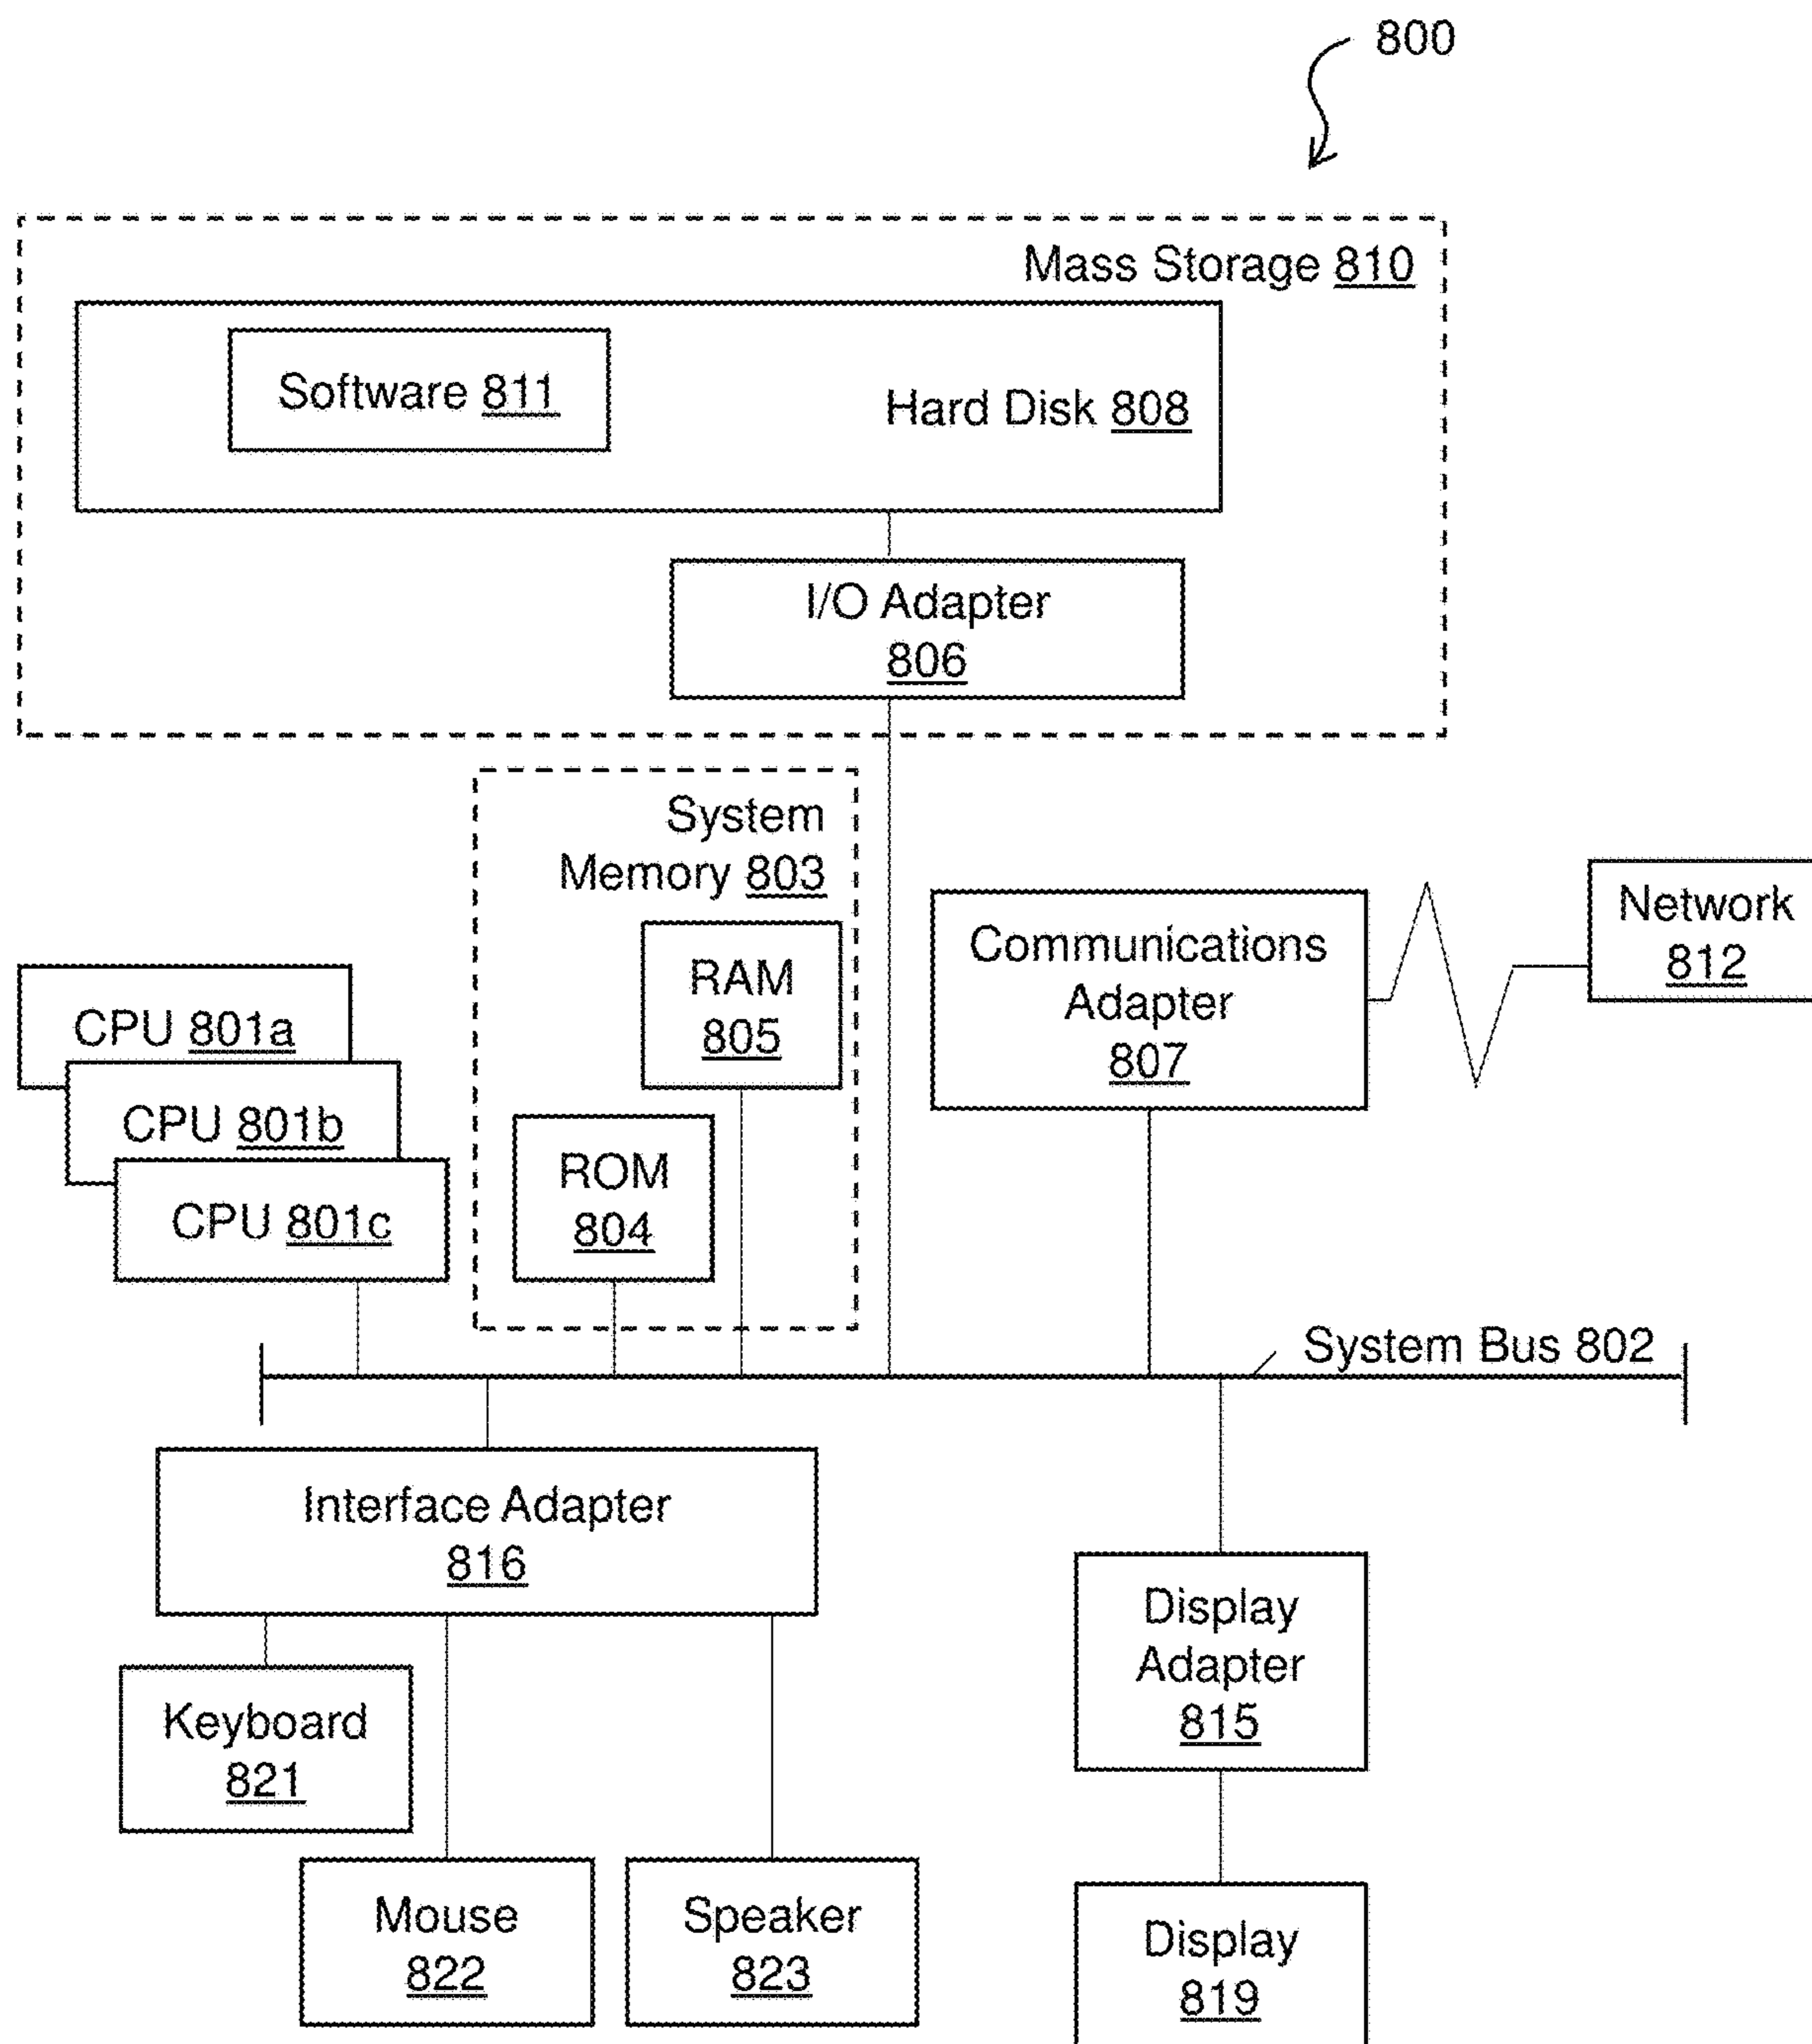 800
Mass Storage 810
Software 811
Hard Disk 808
I/O Adapter
806
System
Memory 803
RAM
805
ROM
804
CPU 801a
CPU 801b
CPU 801c
Communications
Adapter
807
Network
812
System Bus 802
Interface Adapter
816
Keyboard
821
Mouse
822
Speaker
823
Display
Adapter
815
Display
819